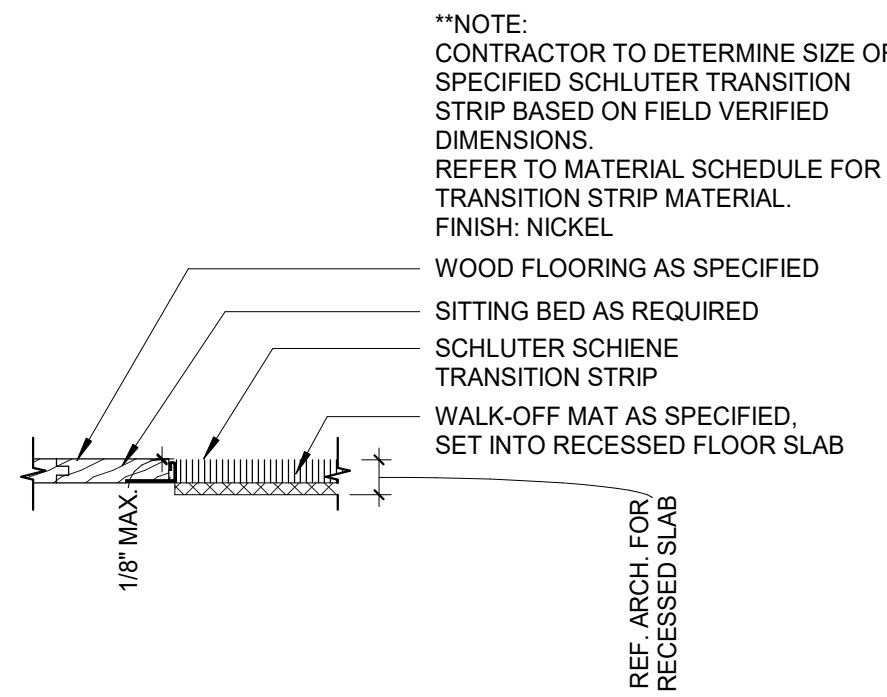 **NOTE:
CONTRACTOR TO DETERMINE SIZE OF
SPECIFIED SCHLUTER TRANSITION
STRIP BASED ON FIELD VERIFIED
DIMENSIONS.
REFER TO MATERIAL SCHEDULE FOR
TRANSITION STRIP MATERIAL.
FINISH: NICKEL
WOOD FLOORING AS SPECIFIED
SITTING BED AS REQUIRED
SCHLUTER SCHIENE
TRANSITION STRIP
WALK-OFF MAT AS SPECIFIED,
SET INTO RECESSED FLOOR SLAB
1/8" MAX.
REF. ARCH. FOR
RECESSED SLAB